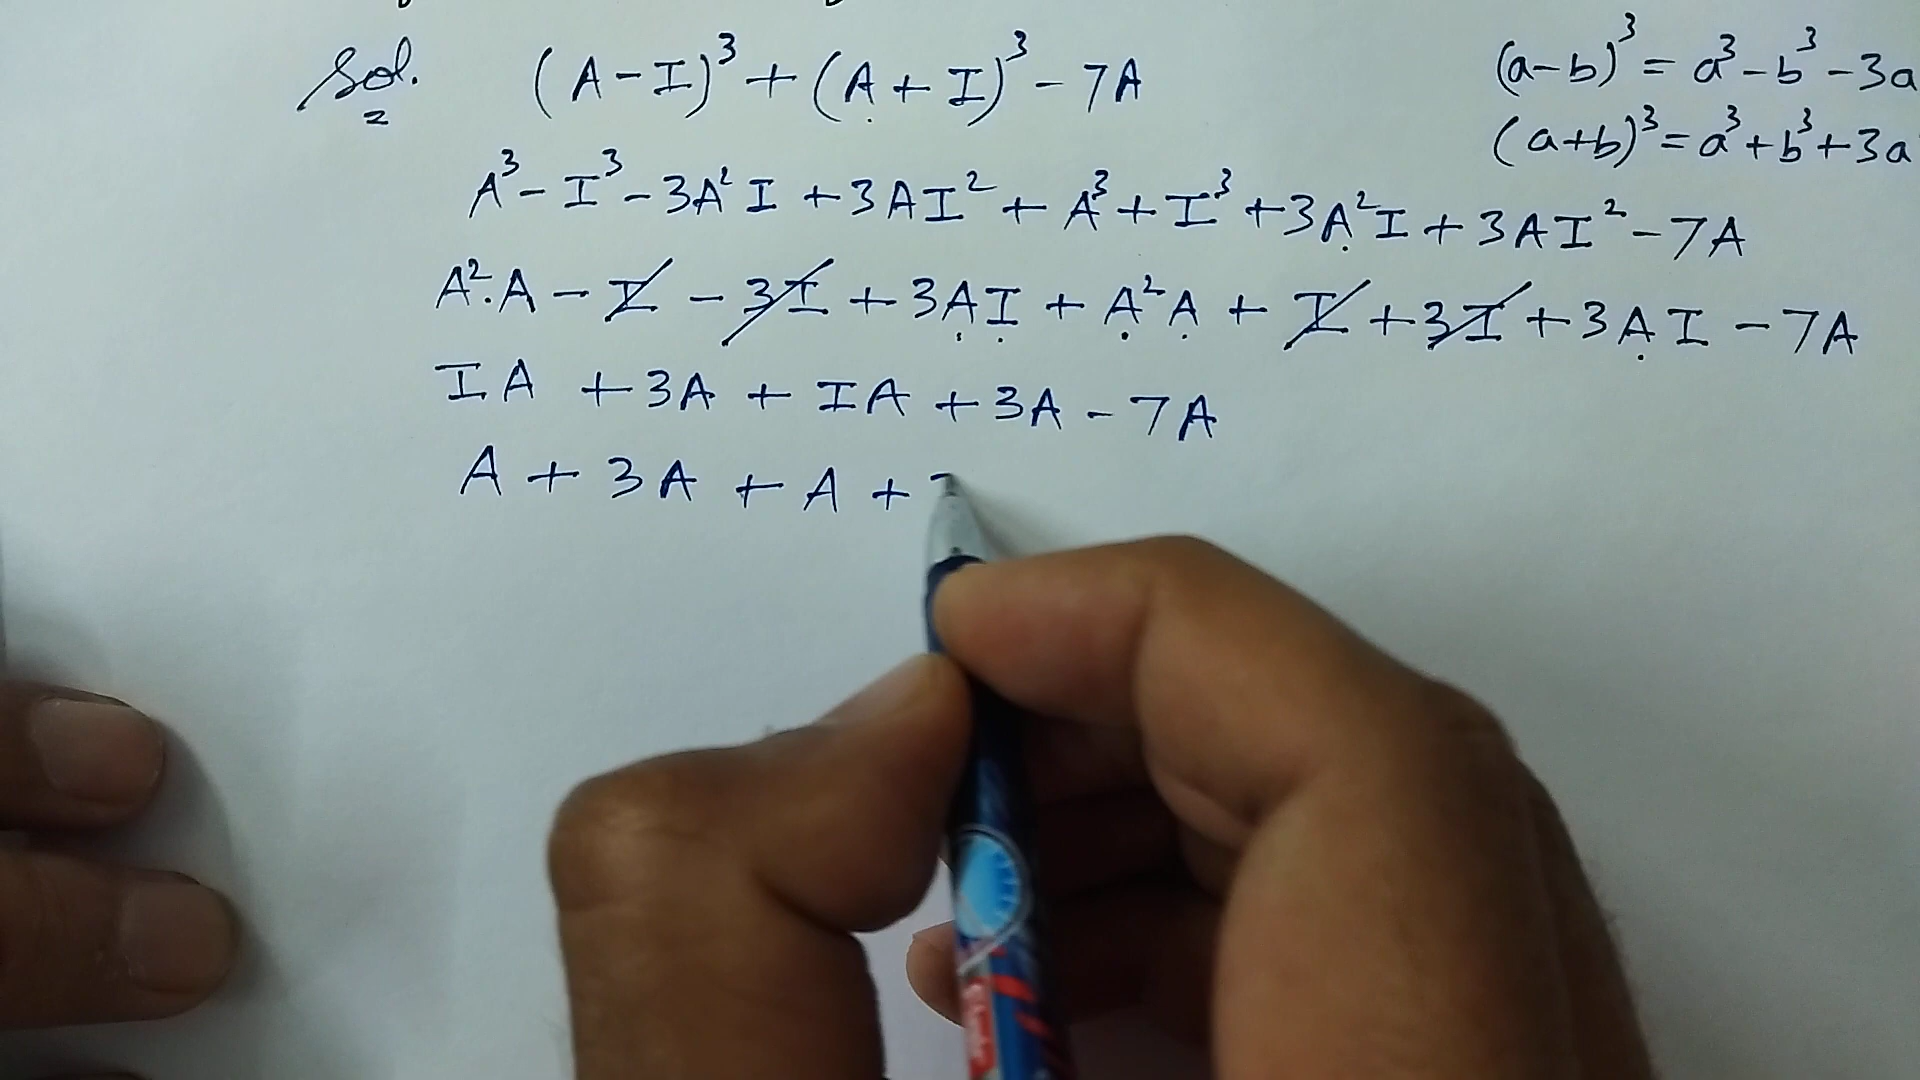 Sol. (A-I)³ + (A+I)³ - 7A
(a-b)³ = a³-b³-3a
(a+b)³ = a³+b³+3a
A³ - I³ - 3A²I + 3AI² + A³ + I³ + 3A²I + 3AI² - 7A
A².A - I - 3I + 3AI + A²A + I + 3I + 3AI - 7A
IA + 3A + IA + 3A - 7A
A + 3A + A +